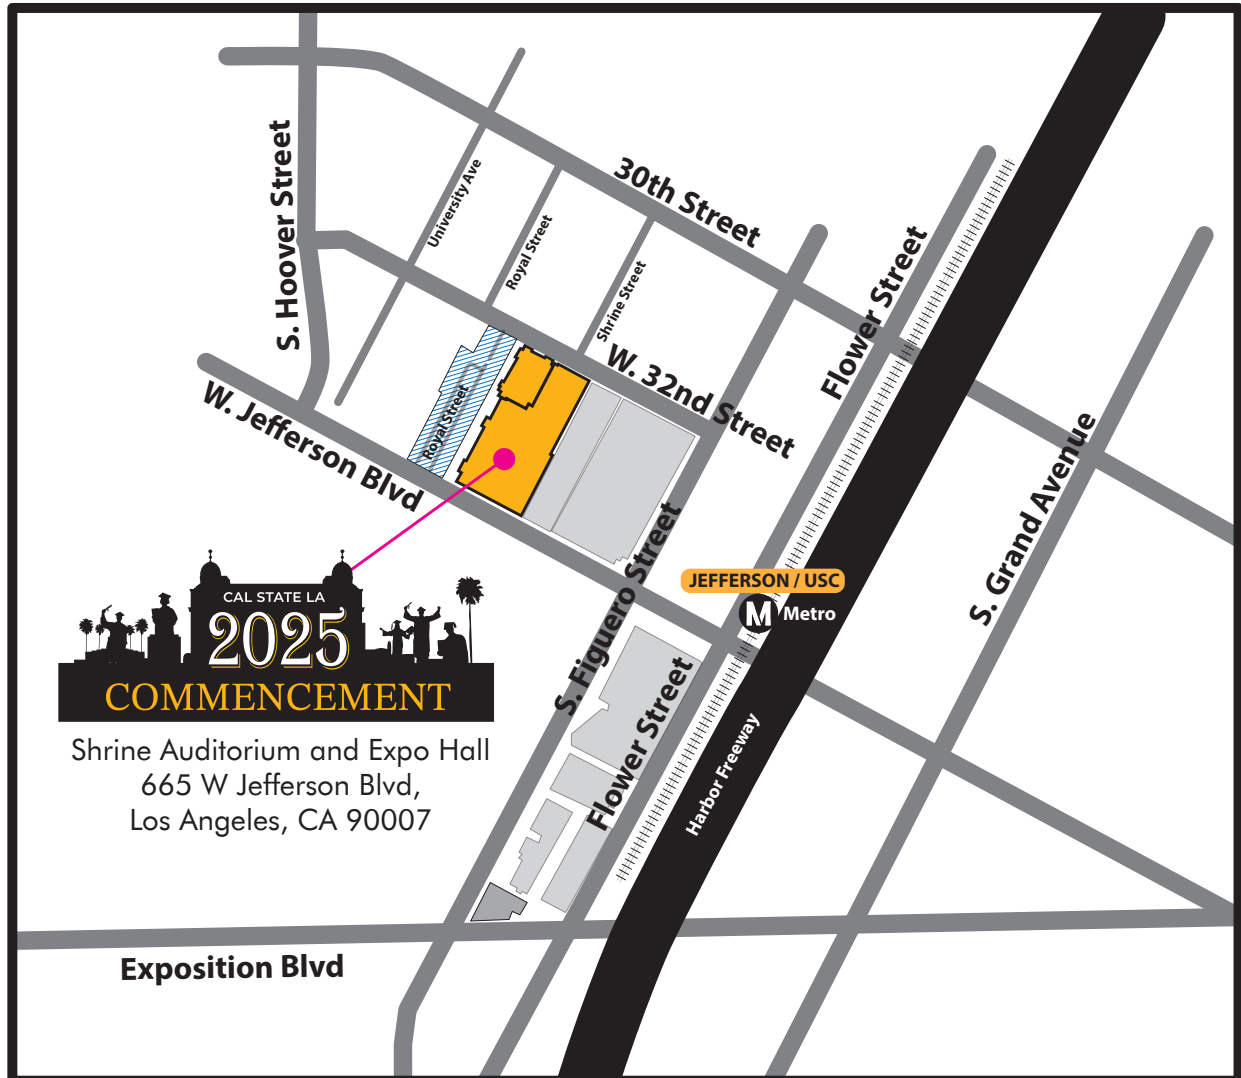 S. Hoover Street
University Ave
Royal Street
30th Street
Shrine Street
Flower Street
W. 32nd Street
W. Jefferson Blvd
Royal Street
S. Grand Avenue
S. Figuero Street
JEFFERSON / USC
M Metro
CAL STATE LA
2025
COMMENCEMENT
Shrine Auditorium and Expo Hall
665 W Jefferson Blvd,
Los Angeles, CA 90007
Flower Street
Harbor Freeway
Exposition Blvd